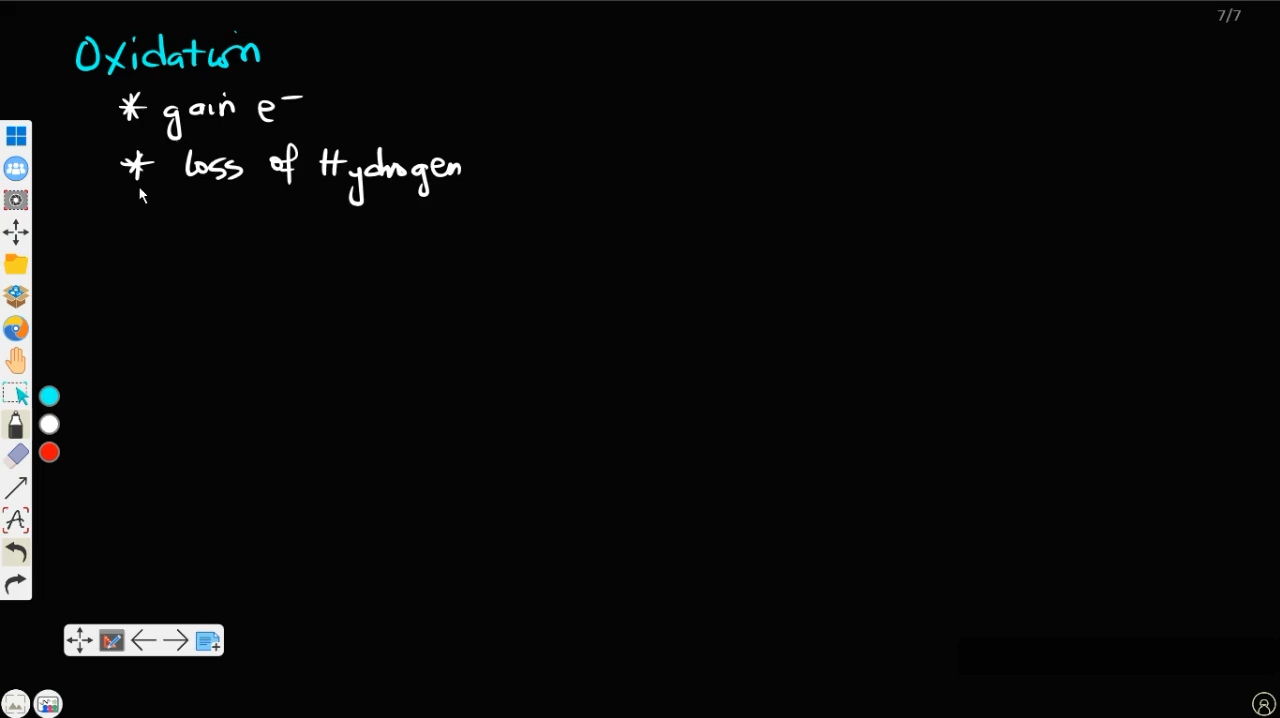 7/7
Oxidation
* gain e⁻
* loss of Hydrogen